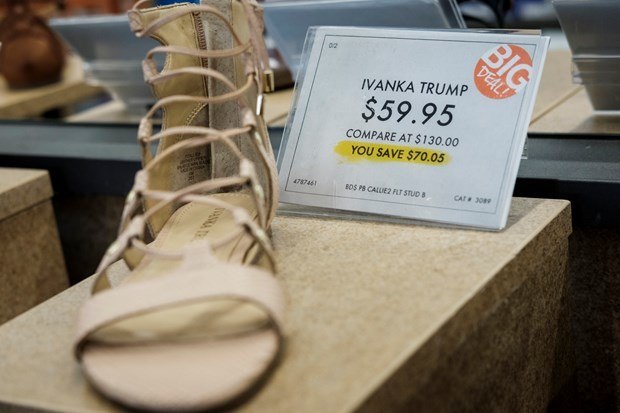 0/2
BIG
DEAL!
IVANKA TRUMP
$59.95
COMPARE AT $130.00
YOU SAVE $70.05
4787461
BDS PB CALLIE2 FLT STUD B
CAT # 3089